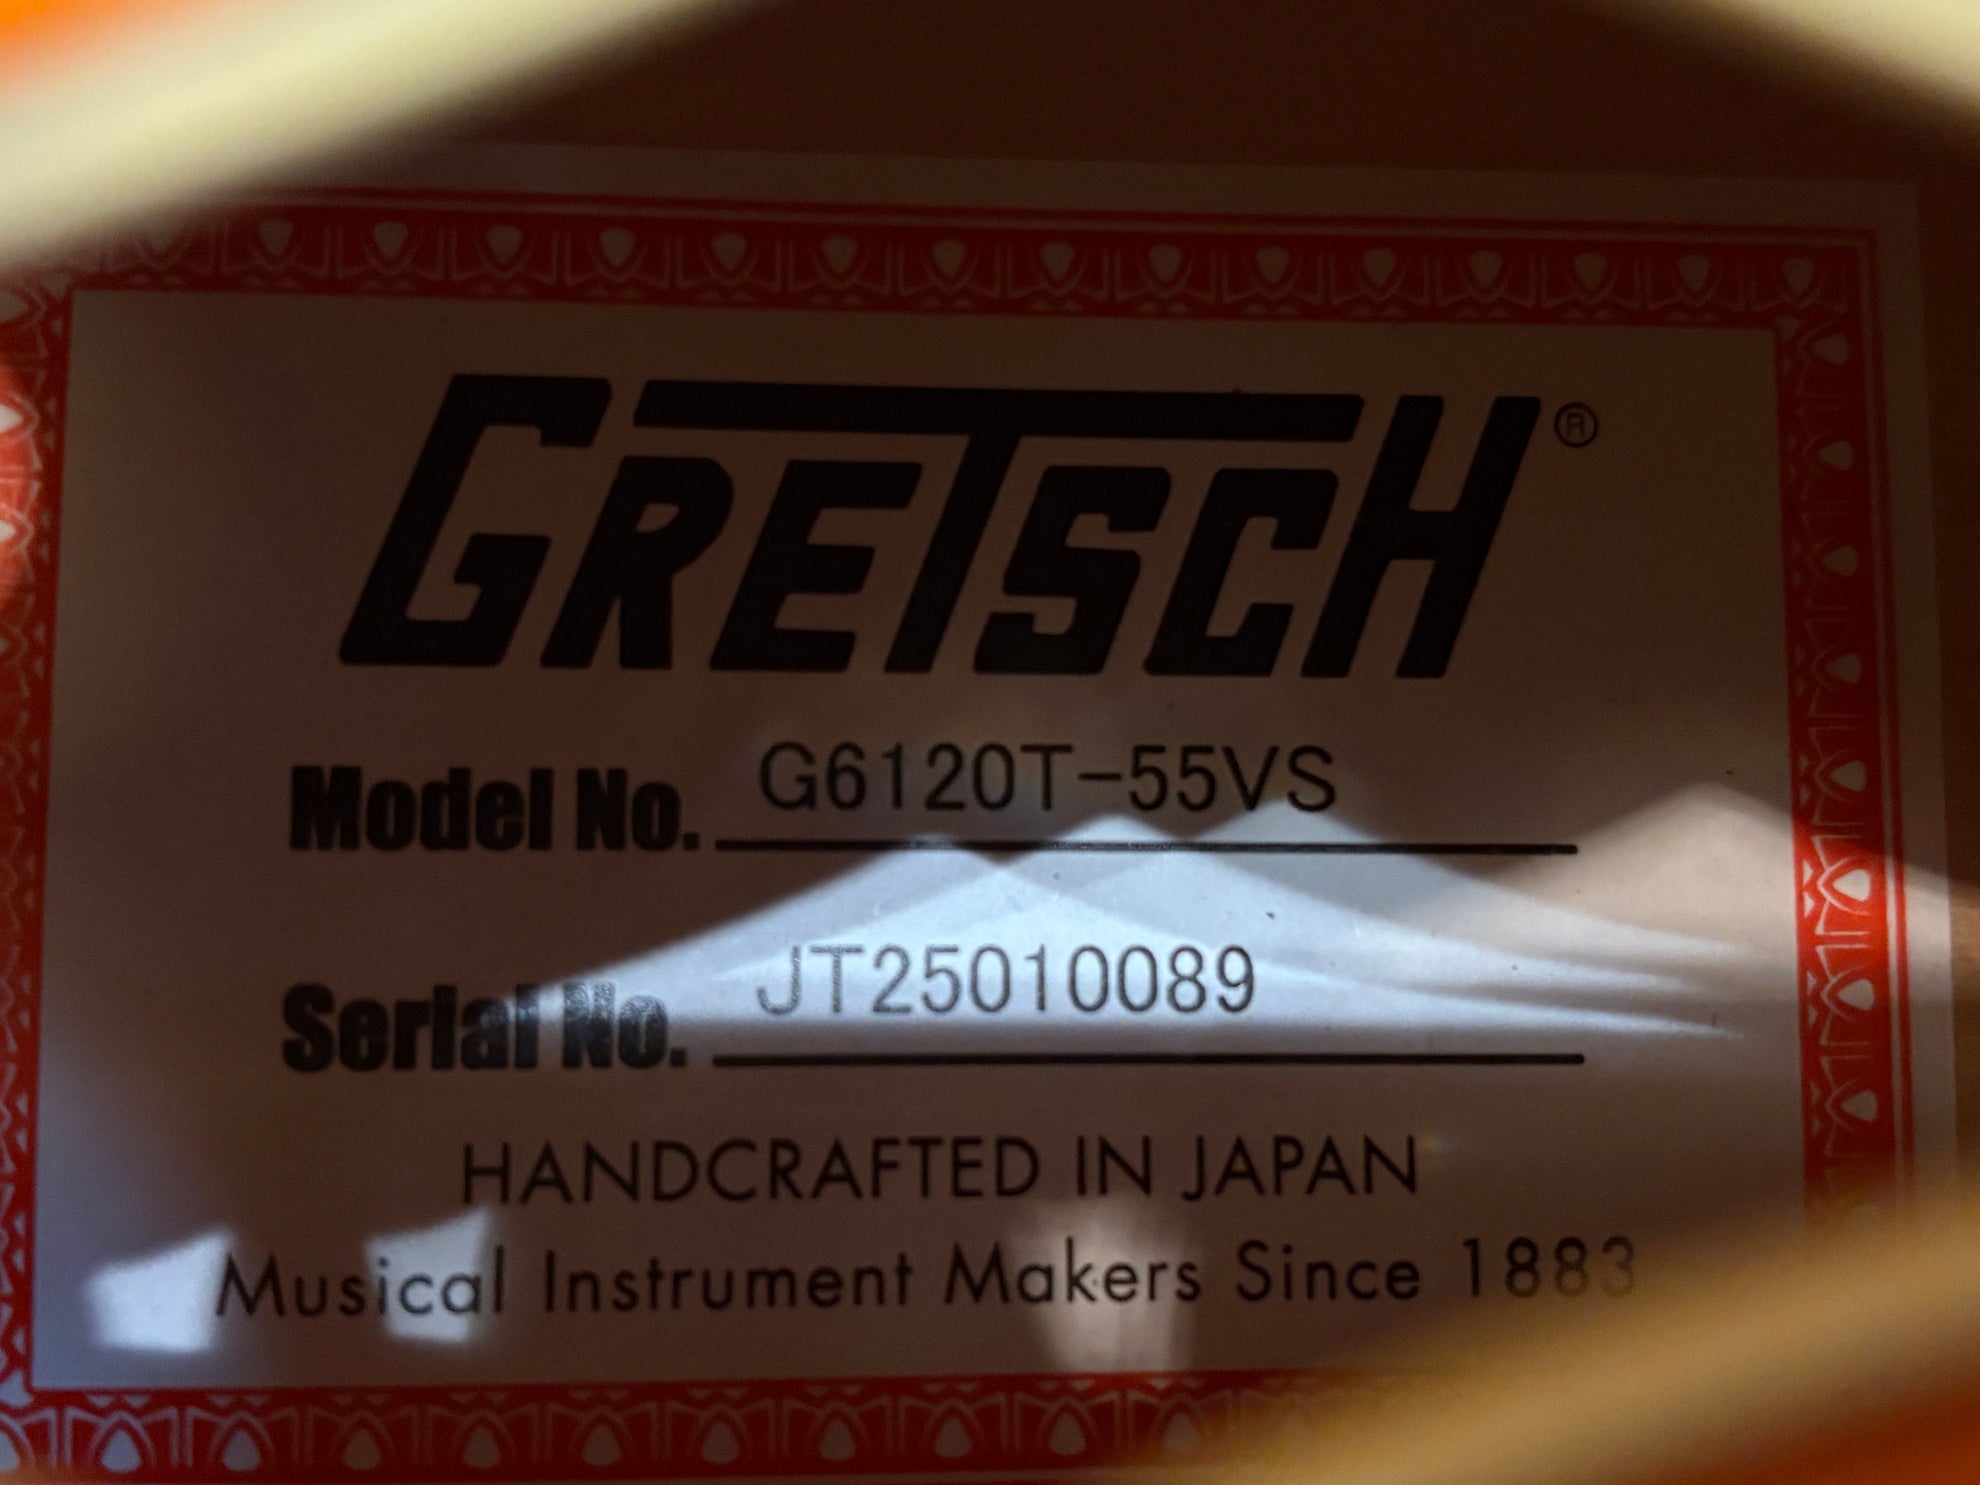 GRETSCH®
Model No. G6120T-55VS
Serial No. JT25010089
HANDCRAFTED IN JAPAN
Musical Instrument Makers Since 1883